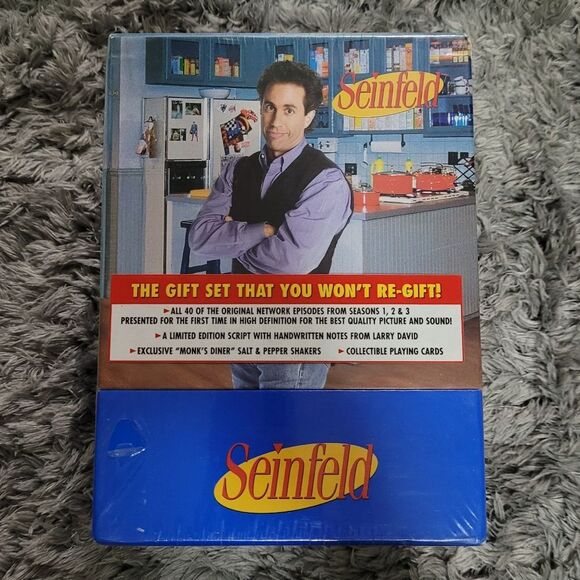 Seinfeld
THE GIFT SET THAT YOU WON'T RE-GIFT!
►ALL 40 OF THE ORIGINAL NETWORK EPISODES FROM SEASONS 1, 2 & 3
PRESENTED FOR THE FIRST TIME IN HIGH DEFINITION FOR THE BEST QUALITY PICTURE AND SOUND!
►A LIMITED EDITION SCRIPT WITH HANDWRITTEN NOTES FROM LARRY DAVID
►EXCLUSIVE "MONK'S DINER" SALT & PEPPER SHAKERS ►COLLECTIBLE PLAYING CARDS
Seinfeld